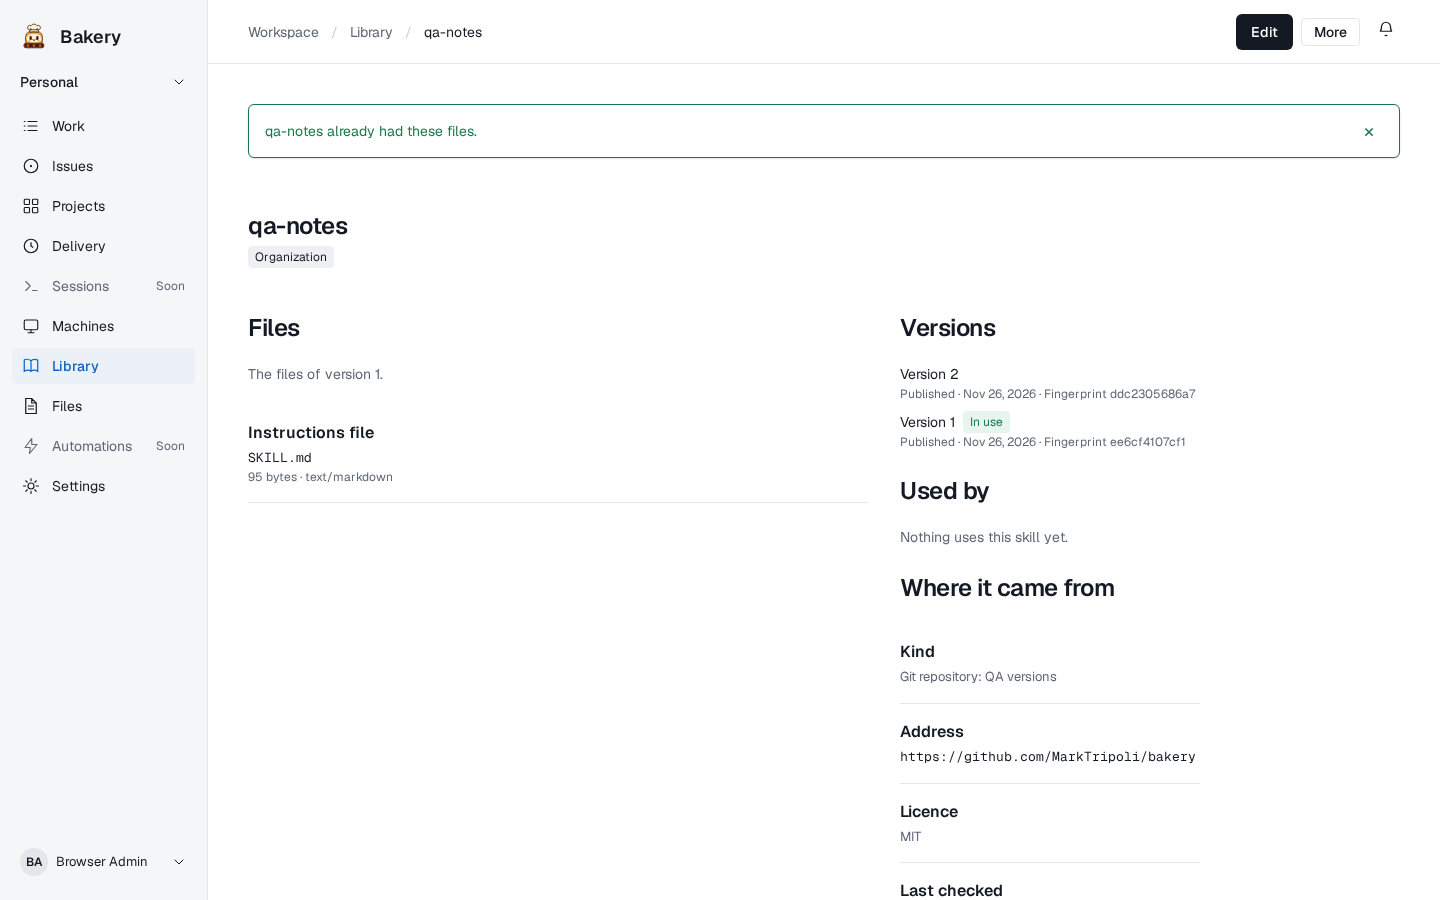 Bakery
Personal
Work
Issues
Projects
Delivery
Sessions Soon
Machines
Library
Files
Automations Soon
Settings
BA Browser Admin
Workspace / Library / qa-notes
Edit
More
qa-notes already had these files.
qa-notes
Organization
Files
The files of version 1.
Instructions file
SKILL.md
95 bytes · text/markdown
Versions
Version 2
Published · Nov 26, 2026 · Fingerprint ddc2305686a7
Version 1 In use
Published · Nov 26, 2026 · Fingerprint ee6cf4107cf1
Used by
Nothing uses this skill yet.
Where it came from
Kind
Git repository: QA versions
Address
https://github.com/MarkTripoli/bakery
Licence
MIT
Last checked